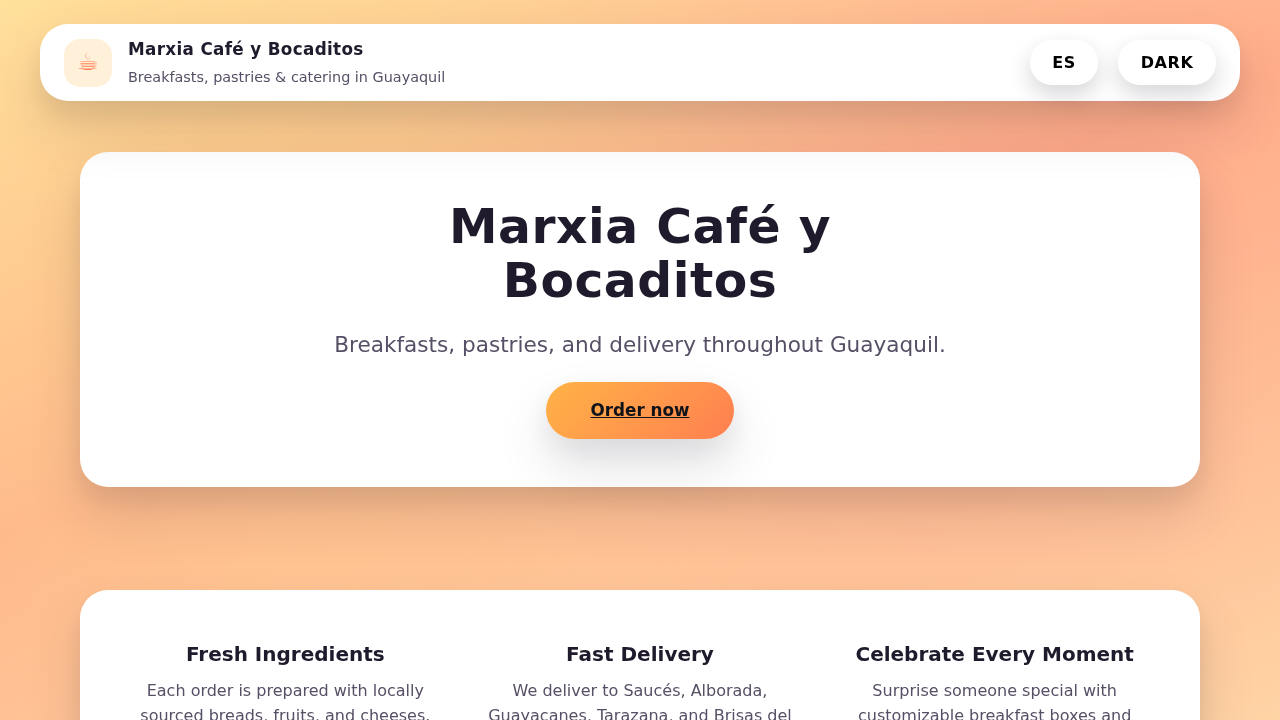 Marxia Café y Bocaditos
Breakfasts, pastries & catering in Guayaquil
ES
DARK
Marxia Café y
Bocaditos
Breakfasts, pastries, and delivery throughout Guayaquil.
Order now
Fresh Ingredients
Each order is prepared with locally
sourced breads, fruits, and cheeses.
Fast Delivery
We deliver to Saucés, Alborada,
Guayacanes, Tarazana, and Brisas del
Celebrate Every Moment
Surprise someone special with
customizable breakfast boxes and